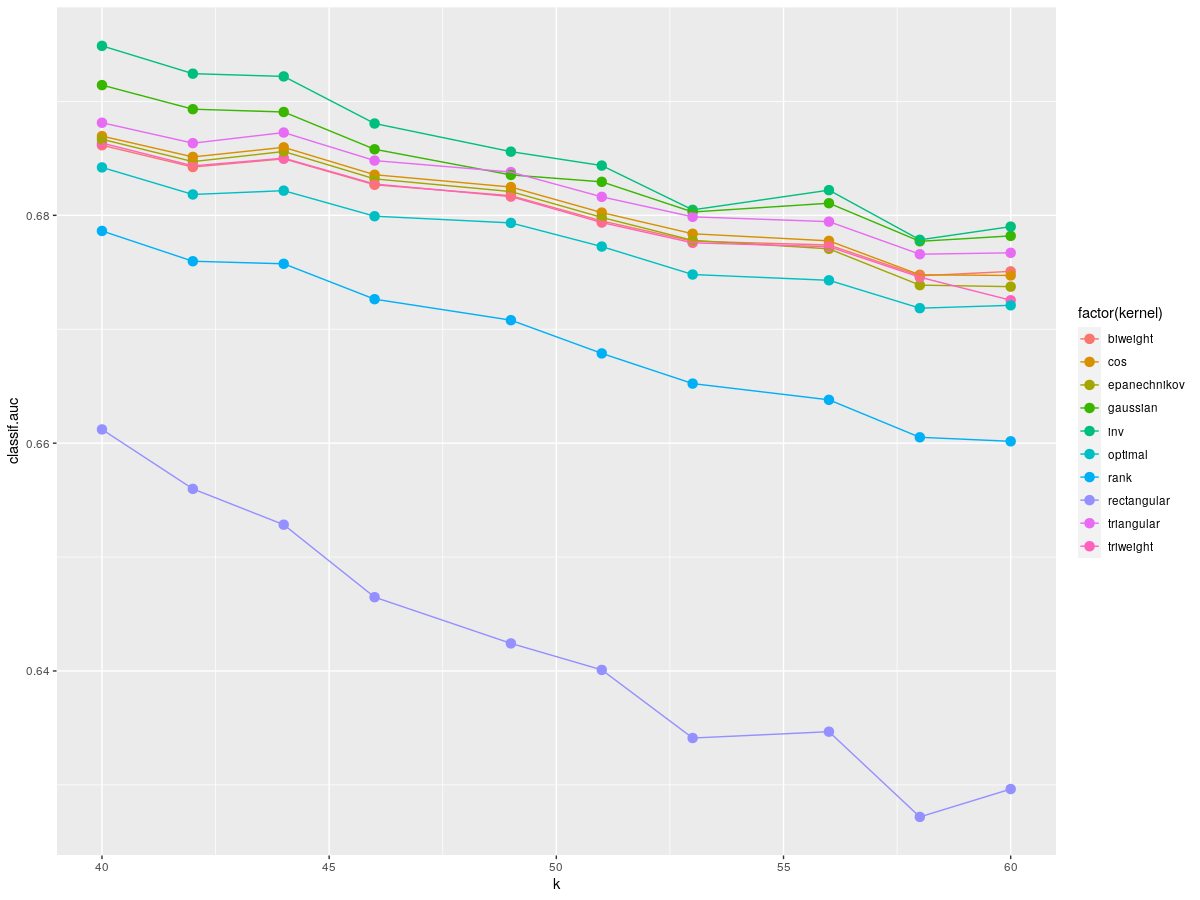 0.68
0.66
0.64
classif.auc
40
45
50
55
60
k
factor(kernel)
biweight
cos
epanechnikov
gaussian
inv
optimal
rank
rectangular
triangular
triweight